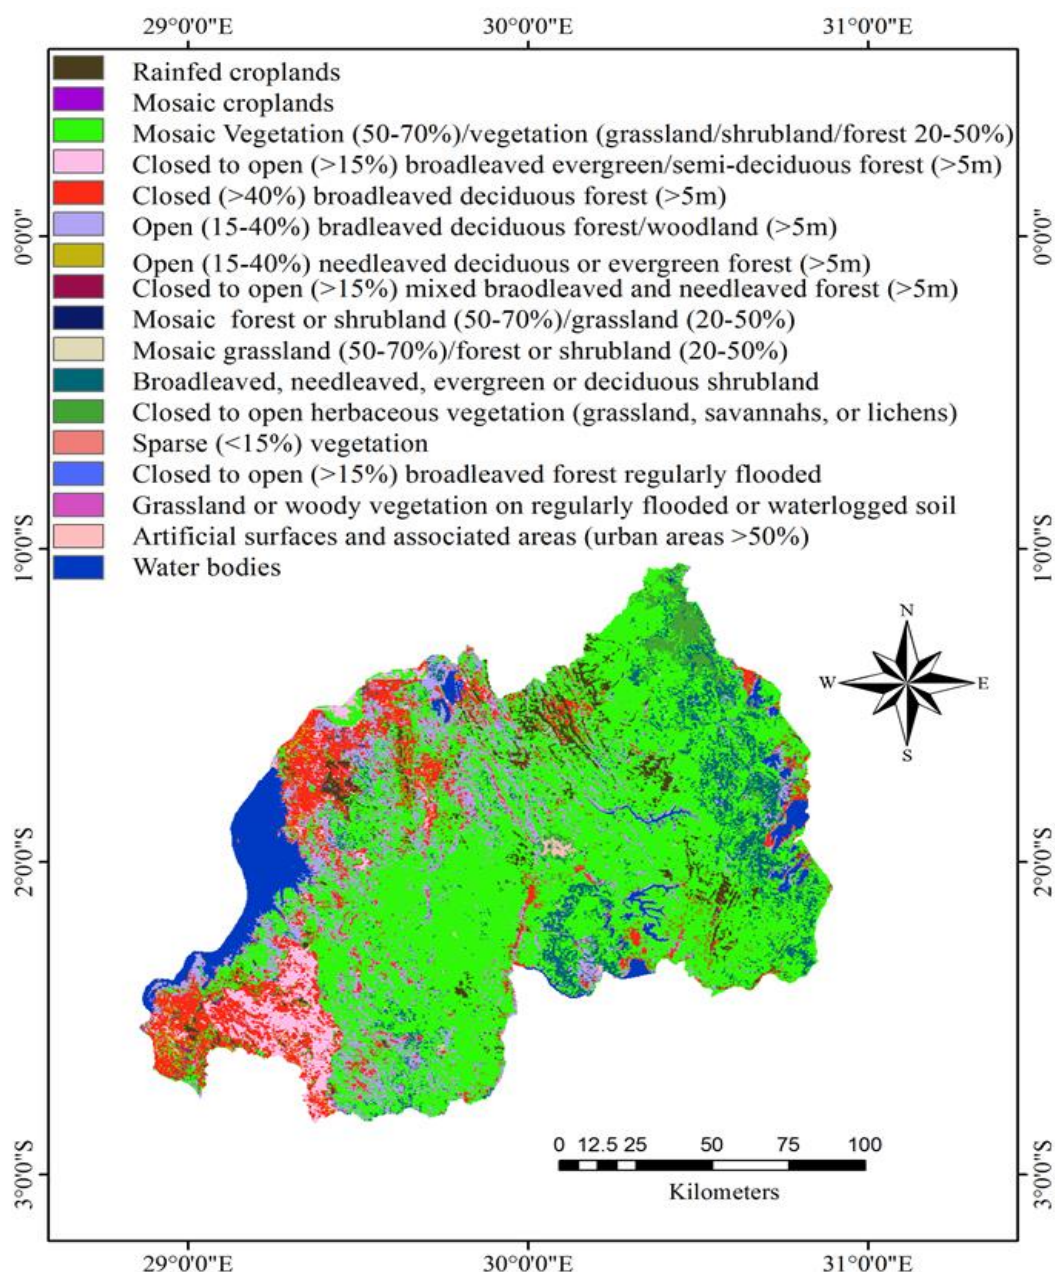 29°0'0"E 30°0'0"E 31°0'0"E
Rainfed croplands
Mosaic croplands
Mosaic Vegetation (50-70%)/vegetation (grassland/shrubland/forest 20-50%)
Closed to open (>15%) broadleaved evergreen/semi-deciduous forest (>5m)
Closed (>40%) broadleaved deciduous forest (>5m)
Open (15-40%) bradleaved deciduous forest/woodland (>5m)
Open (15-40%) needleaved deciduous or evergreen forest (>5m)
Closed to open (>15%) mixed braodleaved and needleaved forest (>5m)
Mosaic forest or shrubland (50-70%)/grassland (20-50%)
Mosaic grassland (50-70%)/forest or shrubland (20-50%)
Broadleaved, needleaved, evergreen or deciduous shrubland
Closed to open herbaceous vegetation (grassland, savannahs, or lichens)
Sparse (<15%) vegetation
Closed to open (>15%) broadleaved forest regularly flooded
Grassland or woody vegetation on regularly flooded or waterlogged soil
Artificial surfaces and associated areas (urban areas >50%)
Water bodies
0°0'0" 0°0'0"
1°0'0"S 1°0'0"S
2°0'0"S 2°0'0"S
3°0'0"S 3°0'0"S
N
W E
S
0 12.5 25 50 75 100
Kilometers
29°0'0"E 30°0'0"E 31°0'0"E